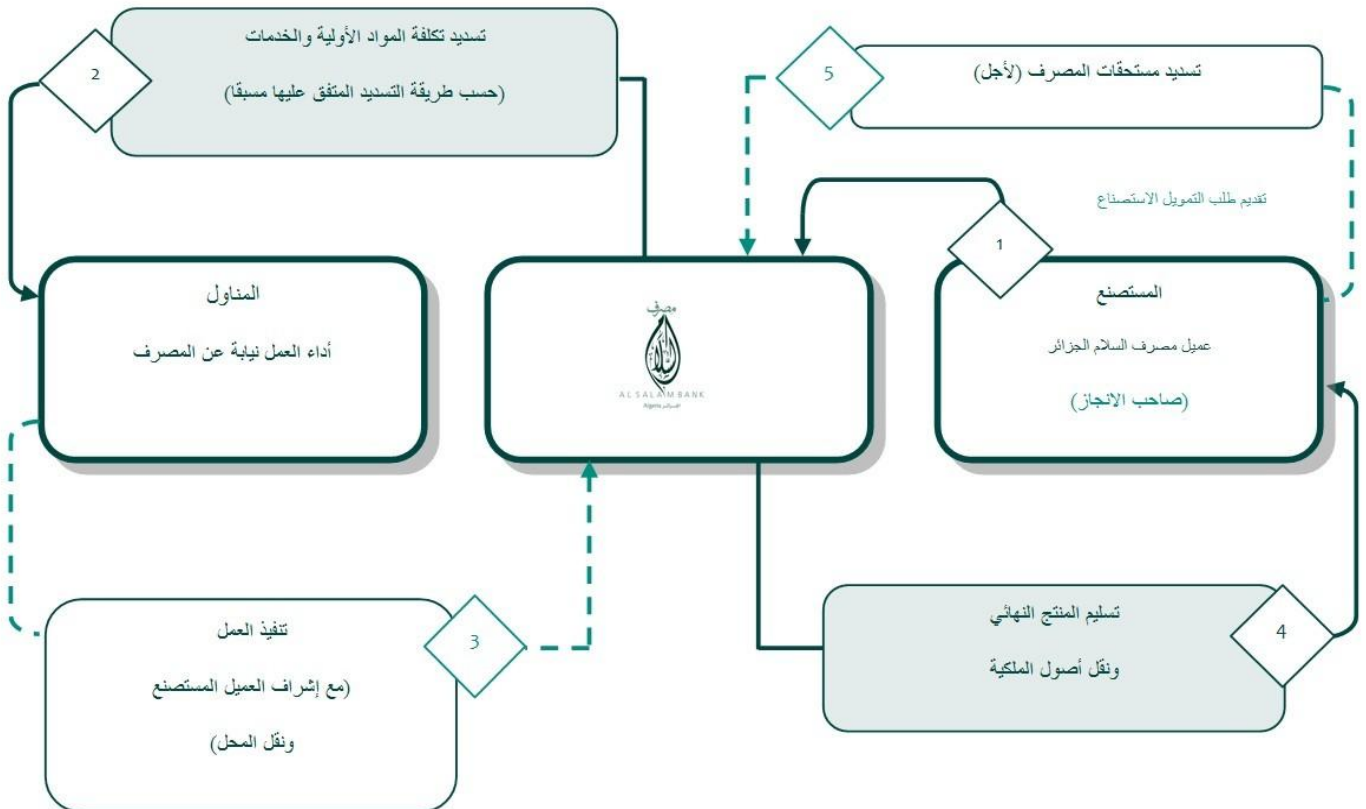 تسديد تكلفة المواد الأولية والخدمات
(حسب طريقة التسديد المتفق عليها مسبقا)
2
تسديد مستحقات المصرف (لأجل)
5
تقديم طلب التمويل الاستصناع
1
المستصنع
عميل مصرف السلام الجزائر
(صاحب الانجاز)
مصرف
السلام
AL SALAM BANK
Algeria الجزائر
المناول
أداء العمل نيابة عن المصرف
تنفيذ العمل
(مع إشراف العميل المستصنع
ونقل المحل)
3
تسليم المنتج النهائي
ونقل أصول الملكية
4